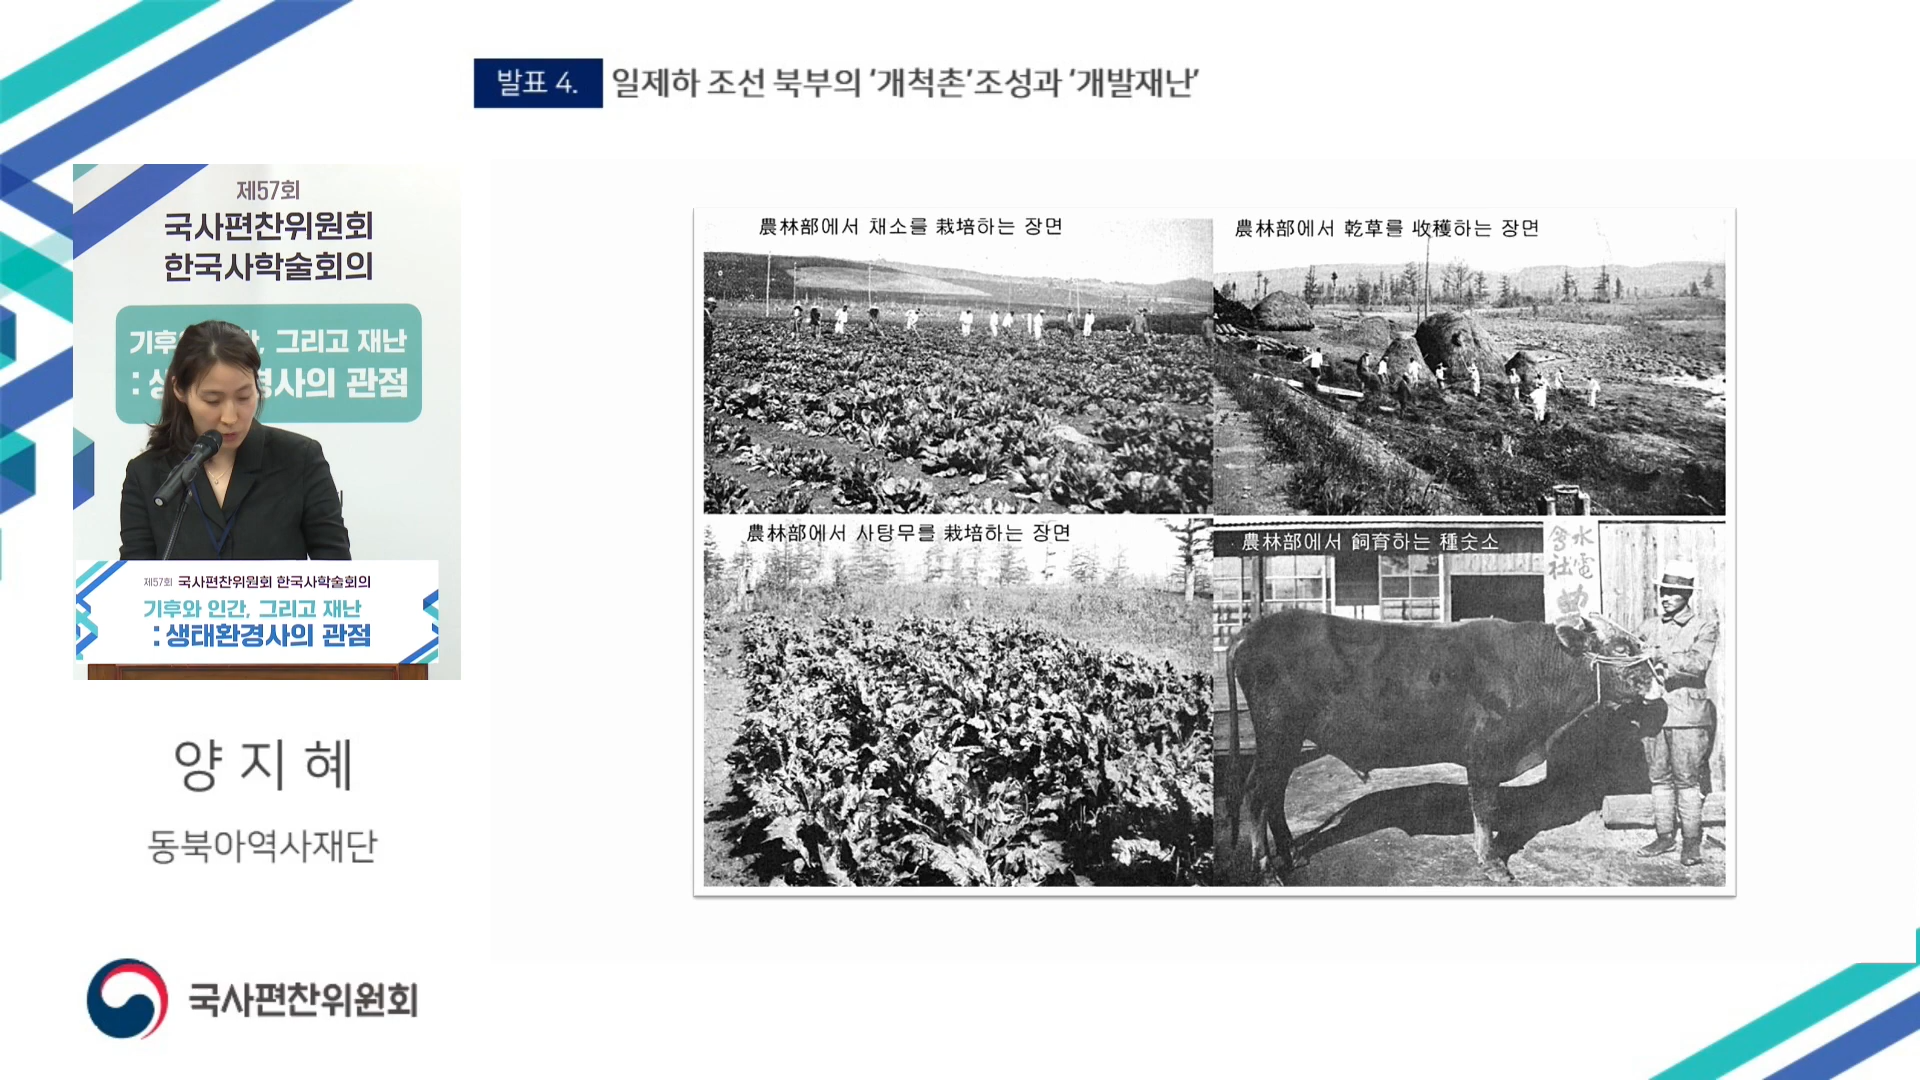 발표 4. 일제하 조선 북부의 ‘개척촌’ 조성과 ‘개발재난’
제57회
국사편찬위원회
한국사학술회의
그리고 재난
경사의 관점
제57회 국사편찬위원회 한국사학술회의
기후와 인간, 그리고 재난
: 생태환경사의 관점
양지혜
동북아역사재단
국사편찬위원회
農林部에서 채소를 栽培하는 장면
農林部에서 乾草를 收穫하는 장면
農林部에서 사탕무를 栽培하는 장면
農林部에서 飼育하는 種숫소
水電
會社